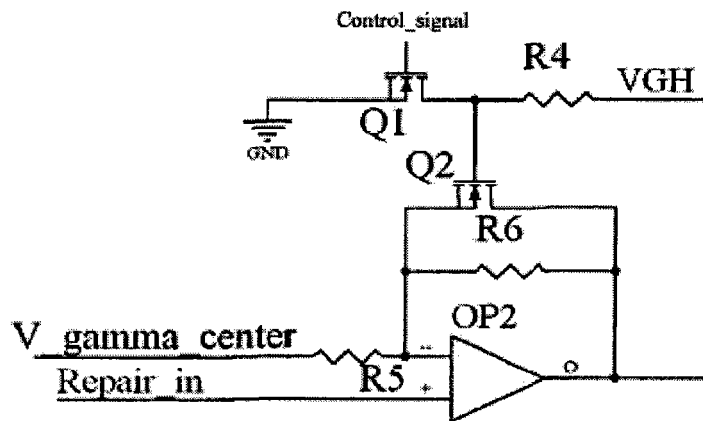 Control_signal
R4
VGH
Q1
GND
Q2
R6
OP2
V_gamma_center
R5
Repair_in
-
+
O